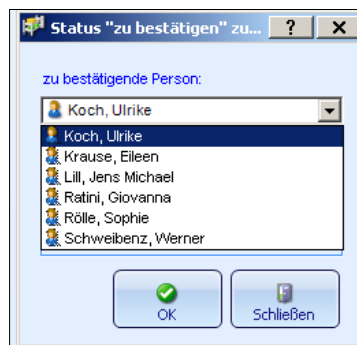 Status "zu bestätigen" zu...
zu bestätigende Person:
Koch, Ulrike
Koch, Ulrike
Krause, Eileen
Lill, Jens Michael
Ratini, Giovanna
Rölle, Sophie
Schweibenz, Werner
OK
Schließen